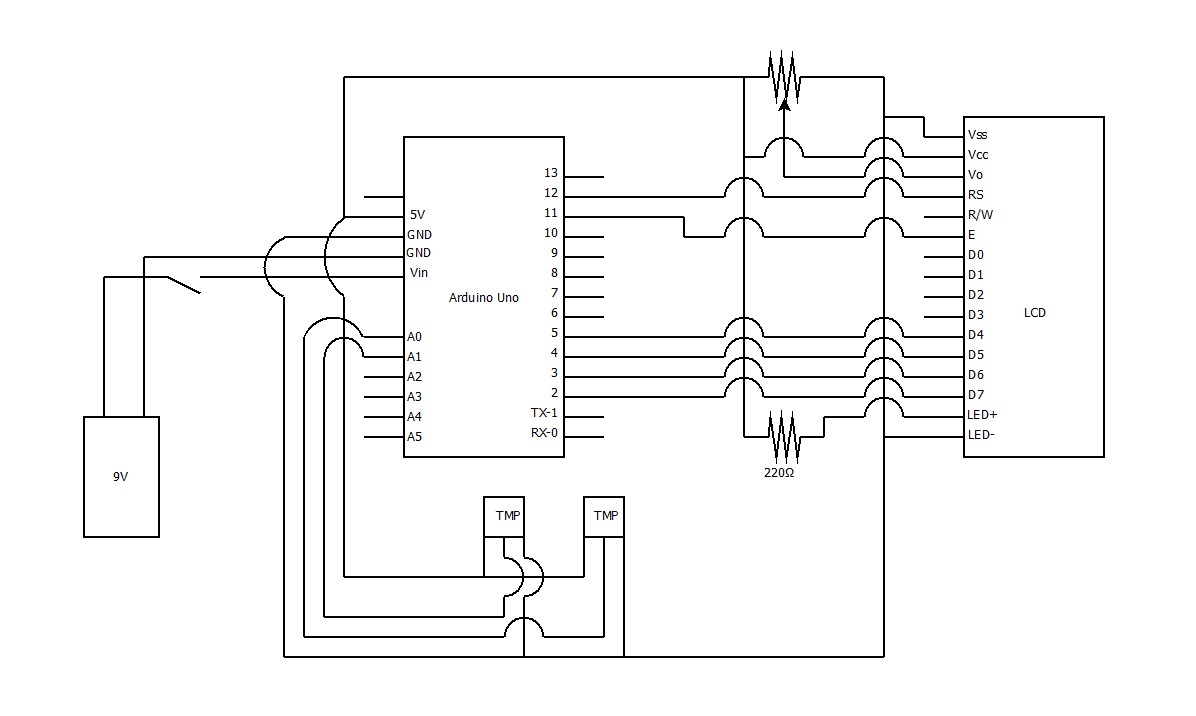 Vss
Vcc
Vo
RS
R/W
E
D0
D1
D2
D3
D4
D5
D6
D7
LED+
LED-
LCD
13
12
11
10
9
8
7
6
5
4
3
2
TX-1
RX-0
5V
GND
GND
Vin
Arduino Uno
A0
A1
A2
A3
A4
A5
9V
220Ω
TMP
TMP